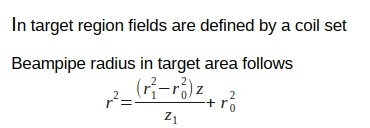 In target region fields are defined by a coil set
Beampipe radius in target area follows
r²=(r₁²−r₀²)z/z₁+r₀²